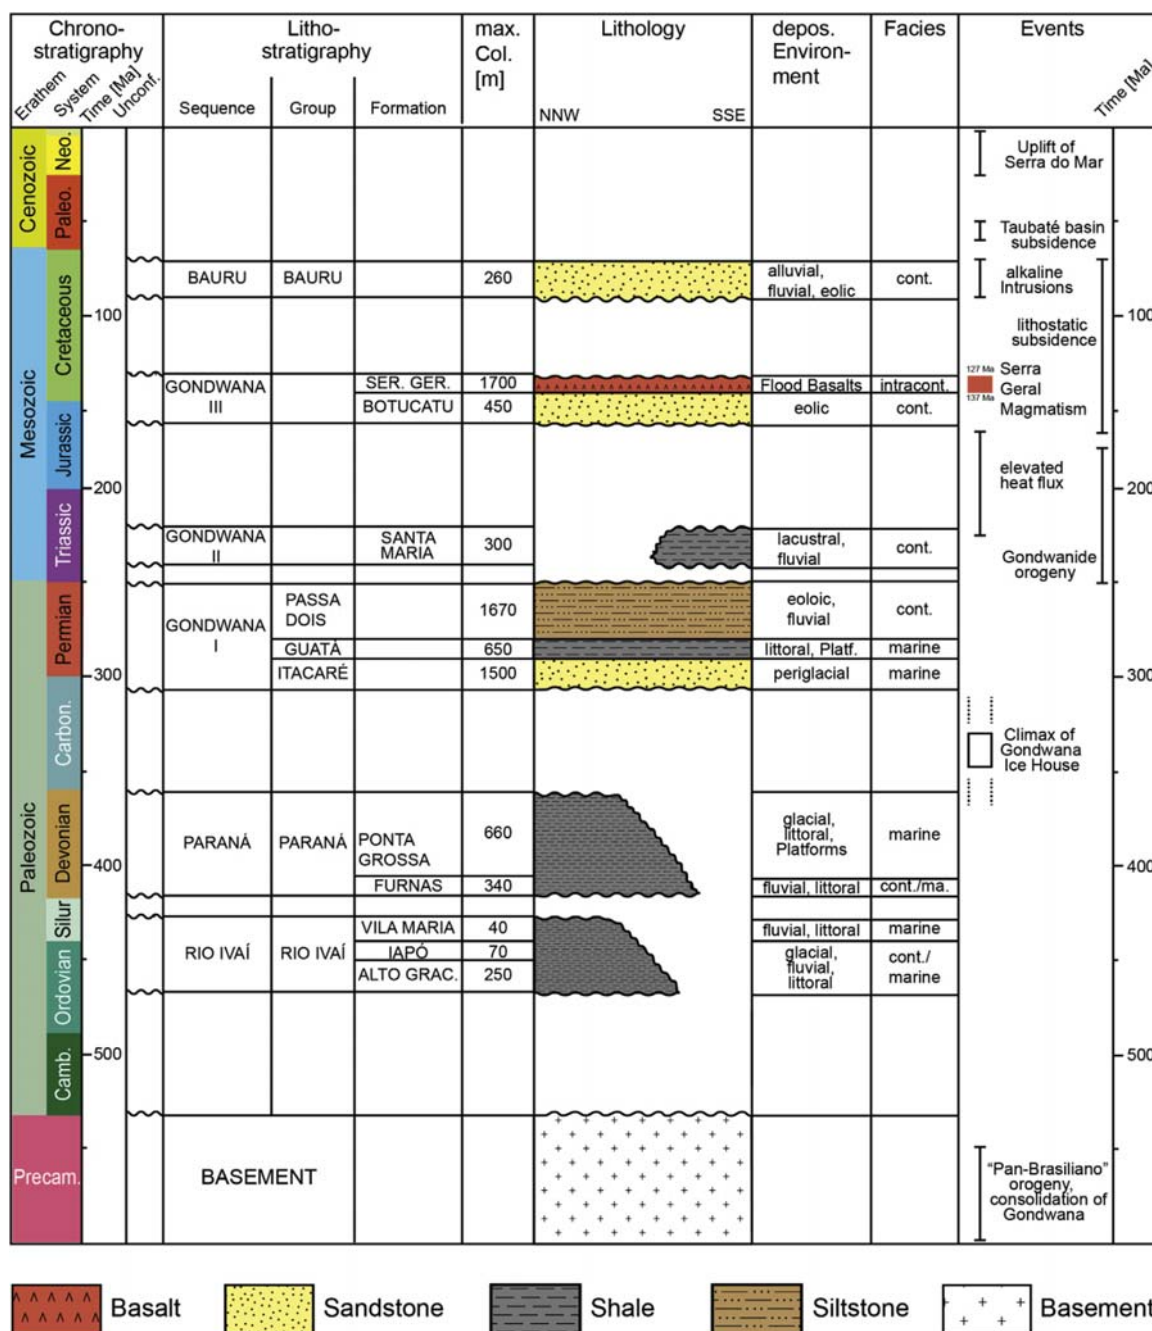 Chrono-
stratigraphy
Erathem
System
Time [Ma]
Unconf.
Litho-
stratigraphy
Sequence
Group
Formation
max.
Col.
[m]
Lithology
NNW
SSE
depos.
Environ-
ment
Facies
Events
Time [Ma]
Cenozoic
Neo.
Paleo.
Uplift of
Serra do Mar
Taubaté basin
subsidence
Mesozoic
Cretaceous
100
BAURU
BAURU
260
alluvial,
fluvial, eolic
cont.
alkaline
Intrusions
100
lithostatic
subsidence
GONDWANA
III
SER. GER.
1700
Flood Basalts
intracont.
127 Ma
137 Ma
Serra
Geral
Magmatism
BOTUCATU
450
eolic
cont.
Jurassic
200
elevated
heat flux
200
Triassic
GONDWANA
II
SANTA
MARIA
300
lacustral,
fluvial
cont.
Gondwanide
orogeny
Paleozoic
Permian
GONDWANA
I
PASSA
DOIS
1670
eoloic,
fluvial
cont.
GUATÁ
650
littoral, Platf.
marine
300
ITACARÉ
1500
periglacial
marine
300
Carbon.
Climax of
Gondwana
Ice House
Devonian
PARANÁ
PARANÁ
PONTA
GROSSA
660
glacial,
littoral,
Platforms
marine
400
FURNAS
340
fluvial, littoral
cont./ma.
400
Silur
RIO IVAÍ
RIO IVAÍ
VILA MARIA
40
fluvial, littoral
marine
Ordovian
IAPÓ
70
ALTO GRAC.
250
glacial,
fluvial,
littoral
cont./
marine
Camb.
500
500
Precam.
BASEMENT
"Pan-Brasiliano"
orogeny,
consolidation of
Gondwana
Basalt
Sandstone
Shale
Siltstone
Basement